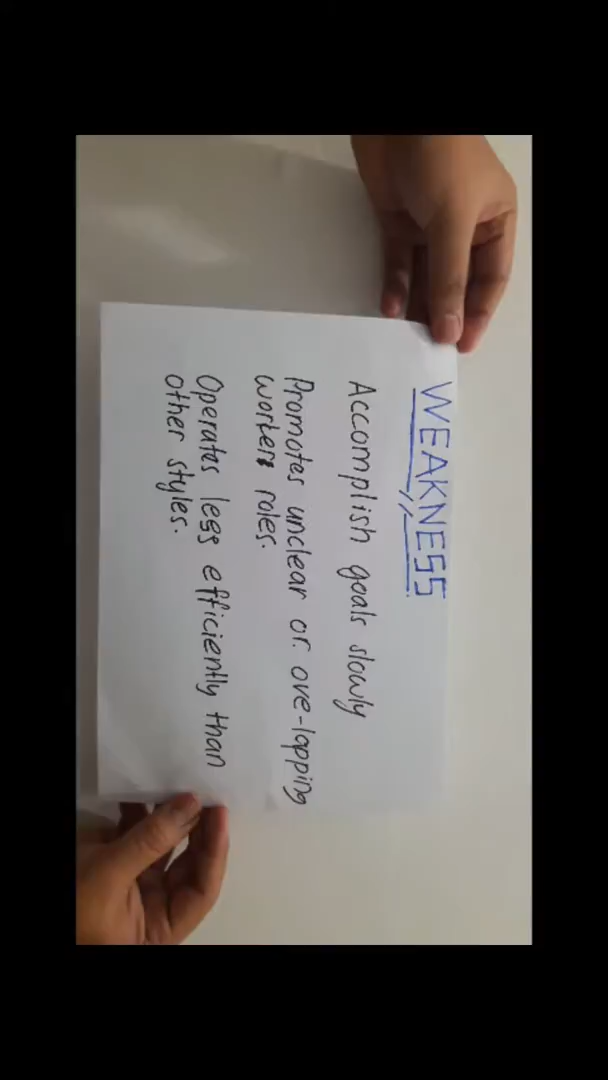 WEAKNESS
Accomplish goals slowly
Promotes unclear or. ove-lapping
workers roles.
Operates less efficiently than
other styles.